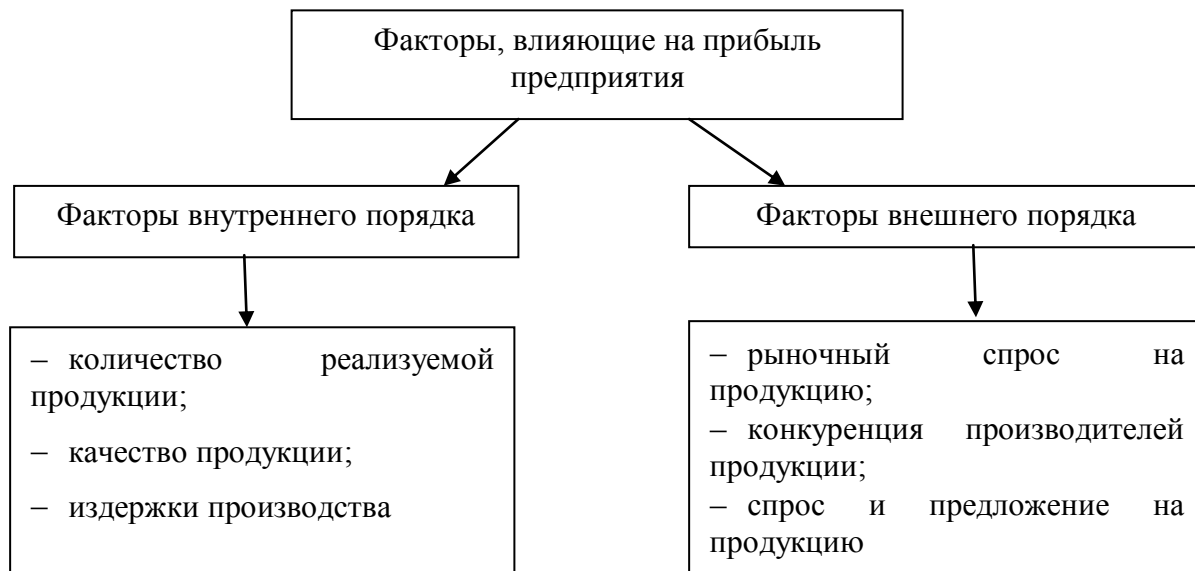 Факторы, влияющие на прибыль
предприятия
Факторы внутреннего порядка
Факторы внешнего порядка
– количество реализуемой
продукции;
– качество продукции;
– издержки производства
– рыночный спрос на
продукцию;
– конкуренция производителей
продукции;
– спрос и предложение на
продукцию